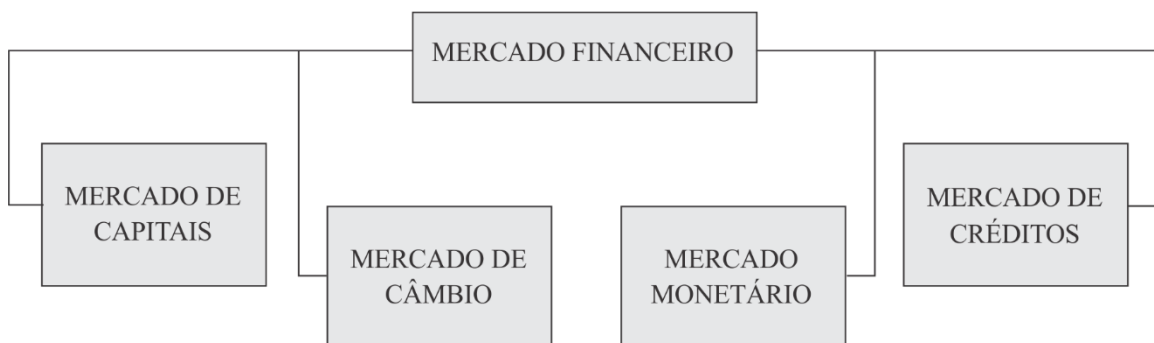 MERCADO FINANCEIRO
MERCADO DE
CAPITAIS
MERCADO DE
CÂMBIO
MERCADO
MONETÁRIO
MERCADO DE
CRÉDITOS